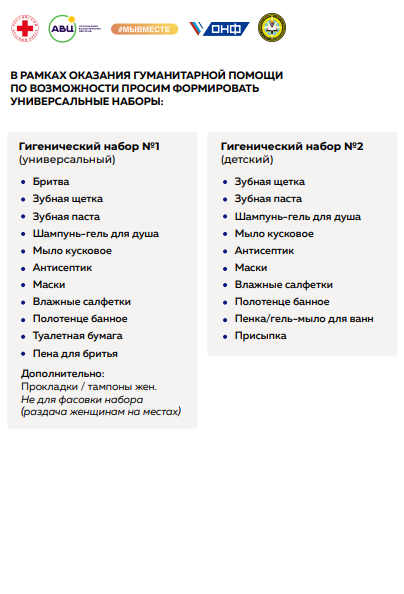 АВЦ
#МЫВМЕСТЕ
ОНФ
В РАМКАХ ОКАЗАНИЯ ГУМАНИТАРНОЙ ПОМОЩИ
ПО ВОЗМОЖНОСТИ ПРОСИМ ФОРМИРОВАТЬ
УНИВЕРСАЛЬНЫЕ НАБОРЫ:
Гигенический набор №1
(универсальный)
Бритва
Зубная щетка
Зубная паста
Шампунь-гель для душа
Мыло кусковое
Антисептик
Маски
Влажные салфетки
Полотенце банное
Туалетная бумага
Пена для бритья
Дополнительно:
Прокладки / тампоны жен.
Не для фасовки набора
(раздача женщинам на местах)
Гигенический набор №2
(детский)
Зубная щетка
Зубная паста
Шампунь-гель для душа
Мыло кусковое
Антисептик
Маски
Влажные салфетки
Полотенце банное
Пенка/гель-мыло для ванн
Присыпка